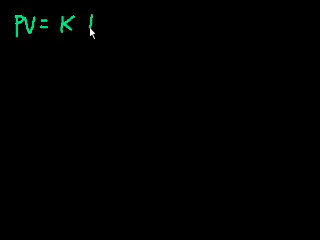 PV = K